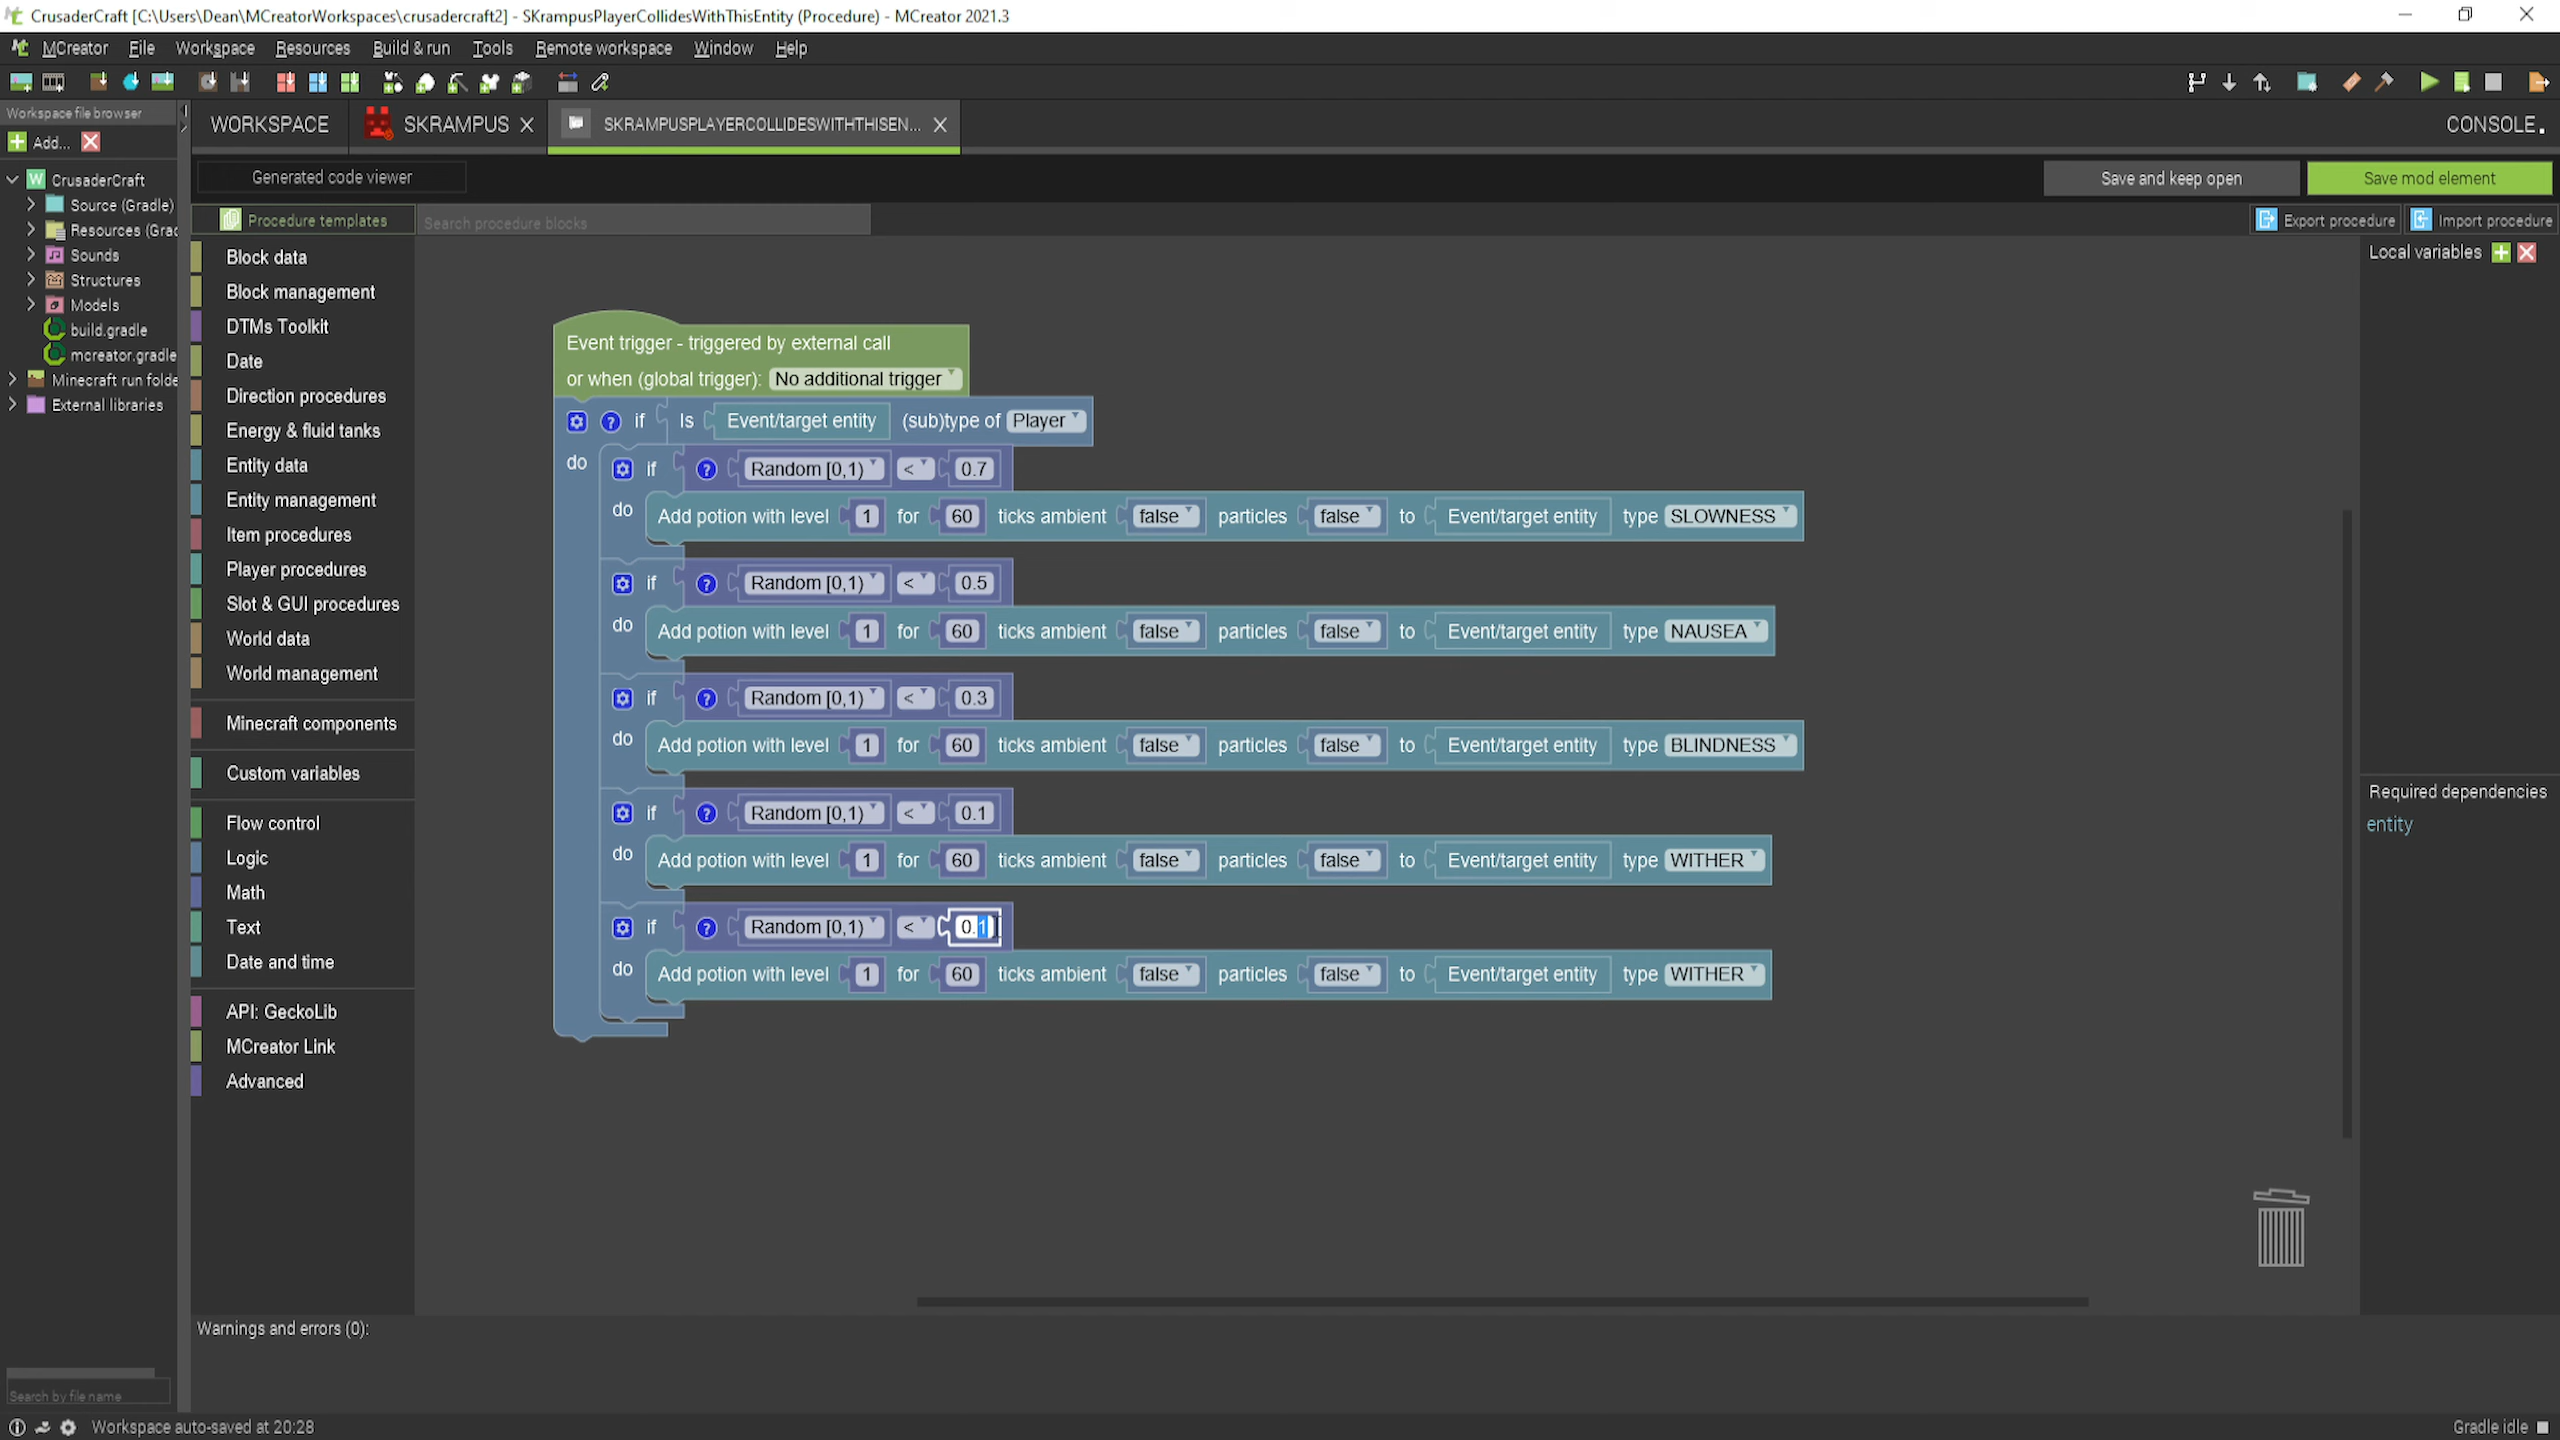 CrusaderCraft [C:\Users\Dean\MCreatorWorkspaces\crusadercraft2] - SKrampusPlayerCollidesWithThisEntity (Procedure) - MCreator 2021.3
MCreator File Workspace Resources Build & run Tools Remote workspace Window Help
Workspace file browser
Add...
CrusaderCraft
Source (Gradle)
Resources (Grac
Sounds
Structures
Models
build.gradle
mcreator.gradle
Minecraft run folde
External libraries
WORKSPACE SKRAMPUS SKRAMPUSPLAYERCOLLIDESWITHTHISEN... CONSOLE
Generated code viewer Save and keep open Save mod element
Procedure templates Search procedure blocks Export procedure Import procedure
Block data
Block management
DTMs Toolkit
Date
Direction procedures
Energy & fluid tanks
Entity data
Entity management
Item procedures
Player procedures
Slot & GUI procedures
World data
World management
Minecraft components
Custom variables
Flow control
Logic
Math
Text
Date and time
API: GeckoLib
MCreator Link
Advanced
Event trigger - triggered by external call
or when (global trigger): No additional trigger
? if Is Event/target entity (sub)type of Player
do if ? Random [0,1) < 0.7
do Add potion with level 1 for 60 ticks ambient false particles false to Event/target entity type SLOWNESS
if ? Random [0,1) < 0.5
do Add potion with level 1 for 60 ticks ambient false particles false to Event/target entity type NAUSEA
if ? Random [0,1) < 0.3
do Add potion with level 1 for 60 ticks ambient false particles false to Event/target entity type BLINDNESS
if ? Random [0,1) < 0.1
do Add potion with level 1 for 60 ticks ambient false particles false to Event/target entity type WITHER
if ? Random [0,1) < 0.1
do Add potion with level 1 for 60 ticks ambient false particles false to Event/target entity type WITHER
Local variables
Required dependencies
entity
Warnings and errors (0):
Search by file name
Workspace auto-saved at 20:28
Gradle idle